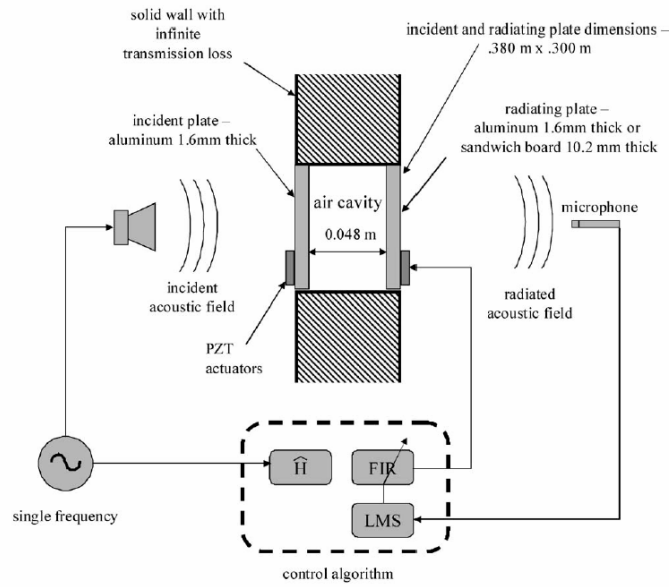 solid wall with
infinite
transmission loss
incident and radiating plate dimensions –
.380 m x .300 m
incident plate –
aluminum 1.6mm thick
radiating plate –
aluminum 1.6mm thick or
sandwich board 10.2 mm thick
air cavity
0.048 m
microphone
incident
acoustic field
radiated
acoustic field
PZT
actuators
Ĥ
FIR
LMS
single frequency
control algorithm